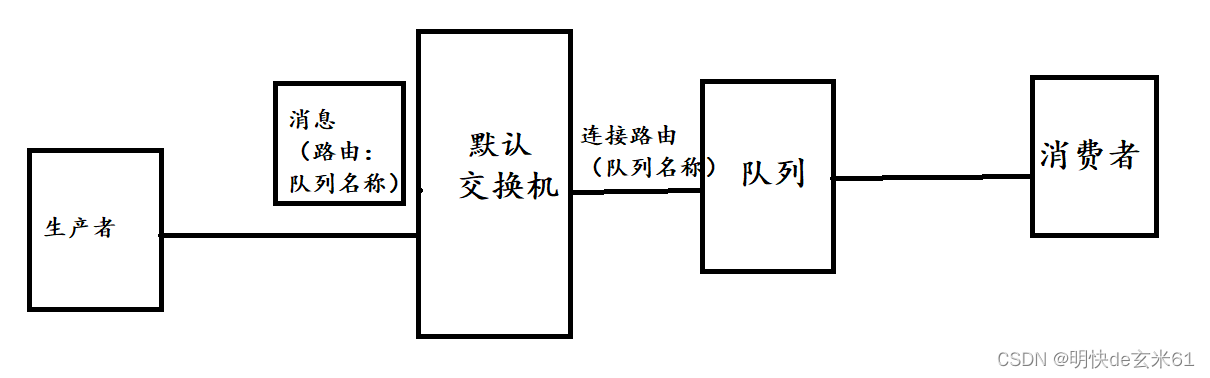 生产者
消息
（路由：
队列名称）
默认
交换机
连接路由
（队列名称）
队列
消费者
CSDN @明快de玄米61